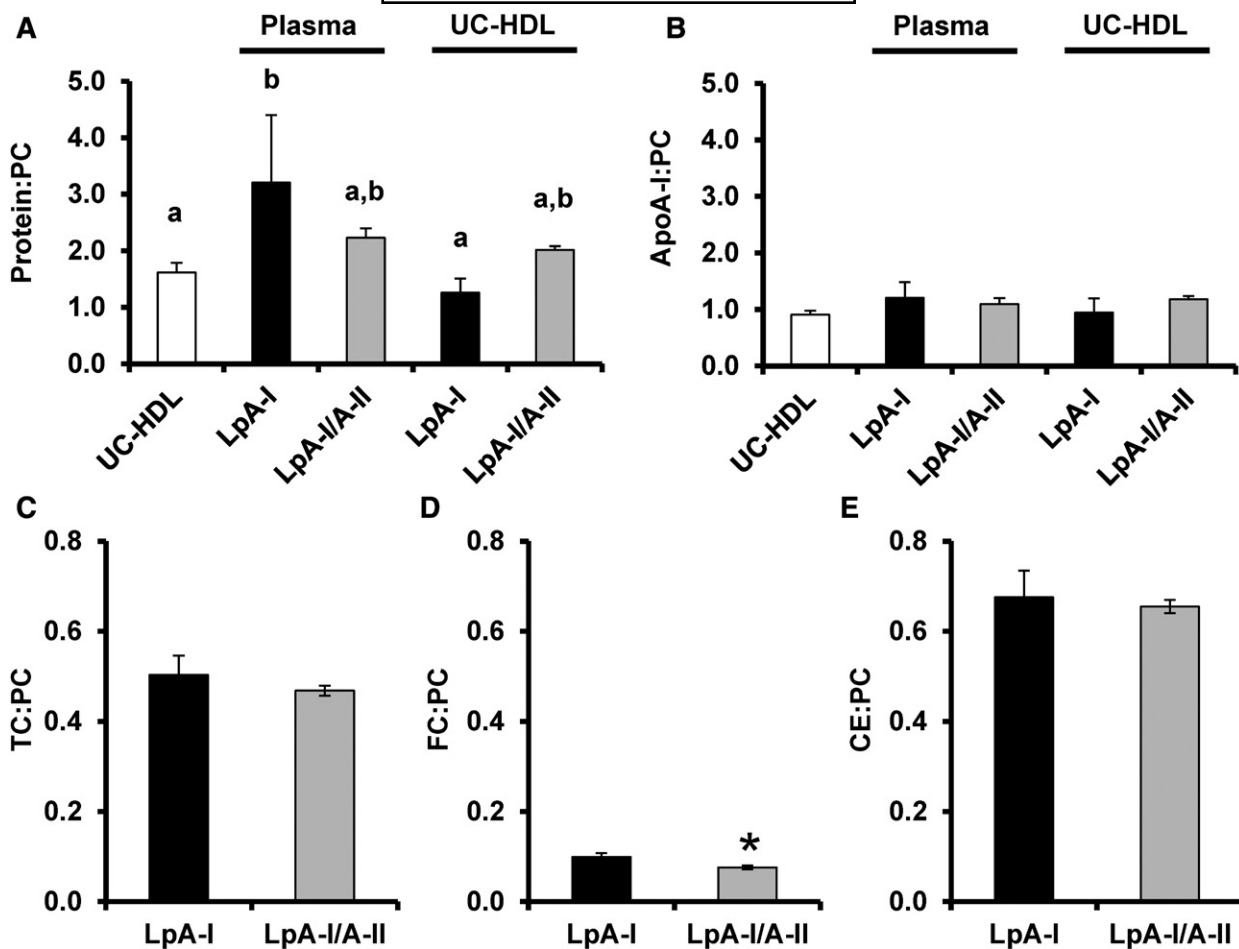 A Plasma UC-HDL
Protein:PC
5.0
4.0
3.0
2.0
1.0
0.0
a
b
a,b
a
a,b
UC-HDL LpA-I LpA-I/A-II LpA-I LpA-I/A-II
B Plasma UC-HDL
ApoA-I:PC
5.0
4.0
3.0
2.0
1.0
0.0
UC-HDL LpA-I LpA-I/A-II LpA-I LpA-I/A-II
C
TC:PC
0.8
0.6
0.4
0.2
0.0
LpA-I LpA-I/A-II
D
FC:PC
0.8
0.6
0.4
0.2
0.0
*
LpA-I LpA-I/A-II
E
CE:PC
0.8
0.6
0.4
0.2
0.0
LpA-I LpA-I/A-II